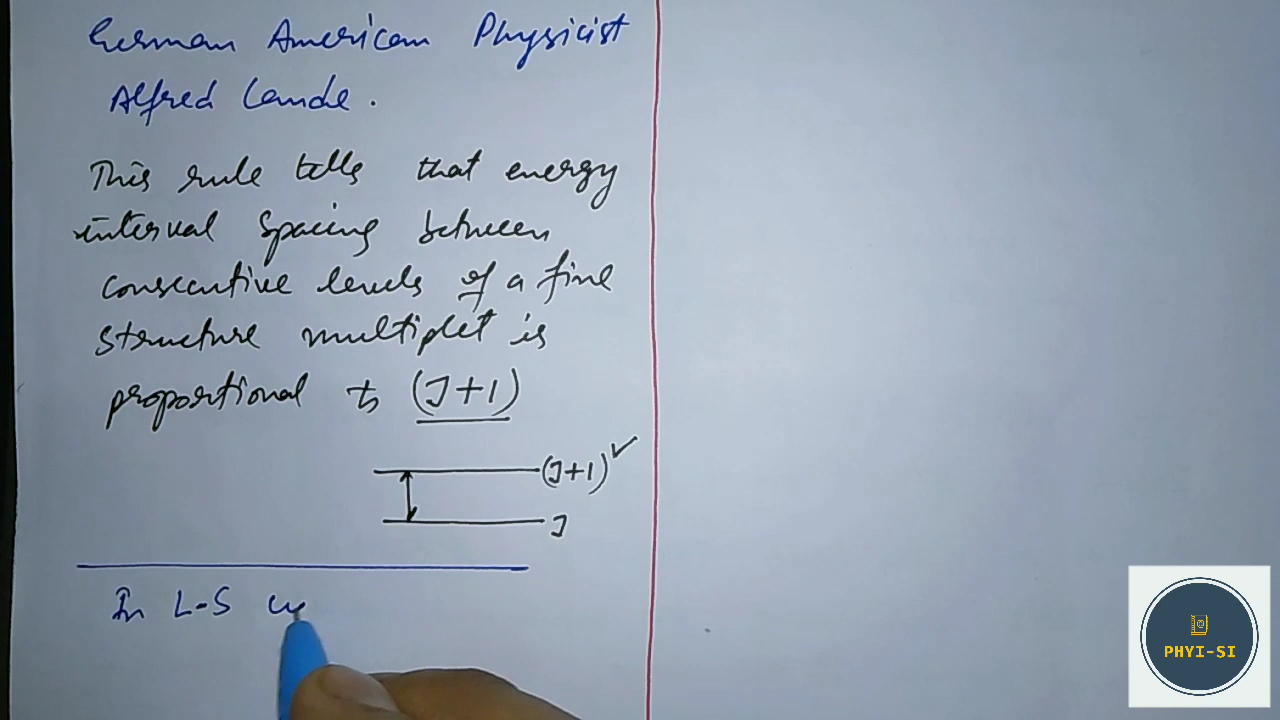 German American Physicist
Alfred Lande.
This rule tells that energy
interval spacing between
consecutive levels of a fine
structure multiplet is
proportional to (J+1)
(J+1) ✓
J
In L-S
PHYI-SI